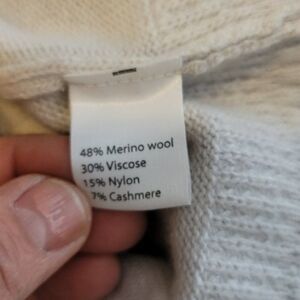 48% Merino wool
30% Viscose
15% Nylon
7% Cashmere